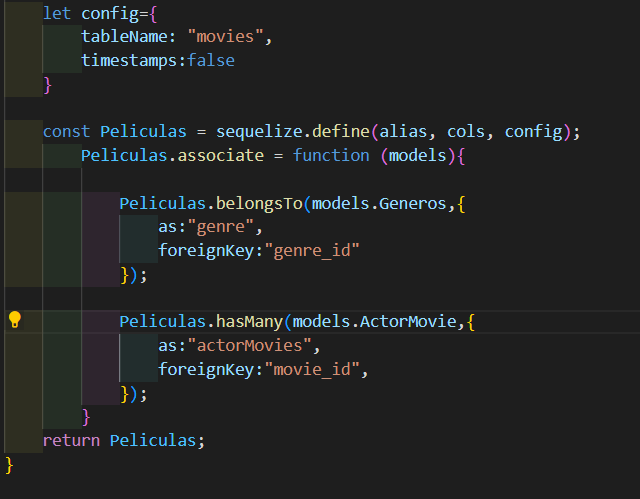 let config={
tableName: "movies",
timestamps:false
}
const Peliculas = sequelize.define(alias, cols, config);
Peliculas.associate = function (models){
Peliculas.belongsTo(models.Generos,{
as:"genre",
foreignKey:"genre_id"
});
Peliculas.hasMany(models.ActorMovie,{
as:"actorMovies",
foreignKey:"movie_id",
});
}
return Peliculas;
}